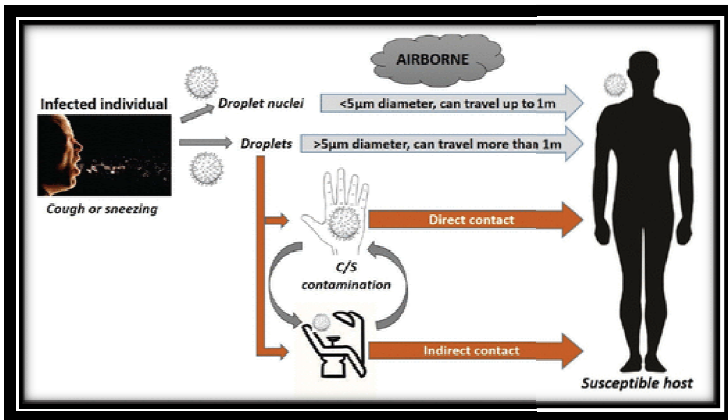 AIRBORNE
Infected individual
Droplet nuclei
<5μm diameter, can travel up to 1m
Droplets
>5μm diameter, can travel more than 1m
Cough or sneezing
Direct contact
C/S
contamination
Indirect contact
Susceptible host